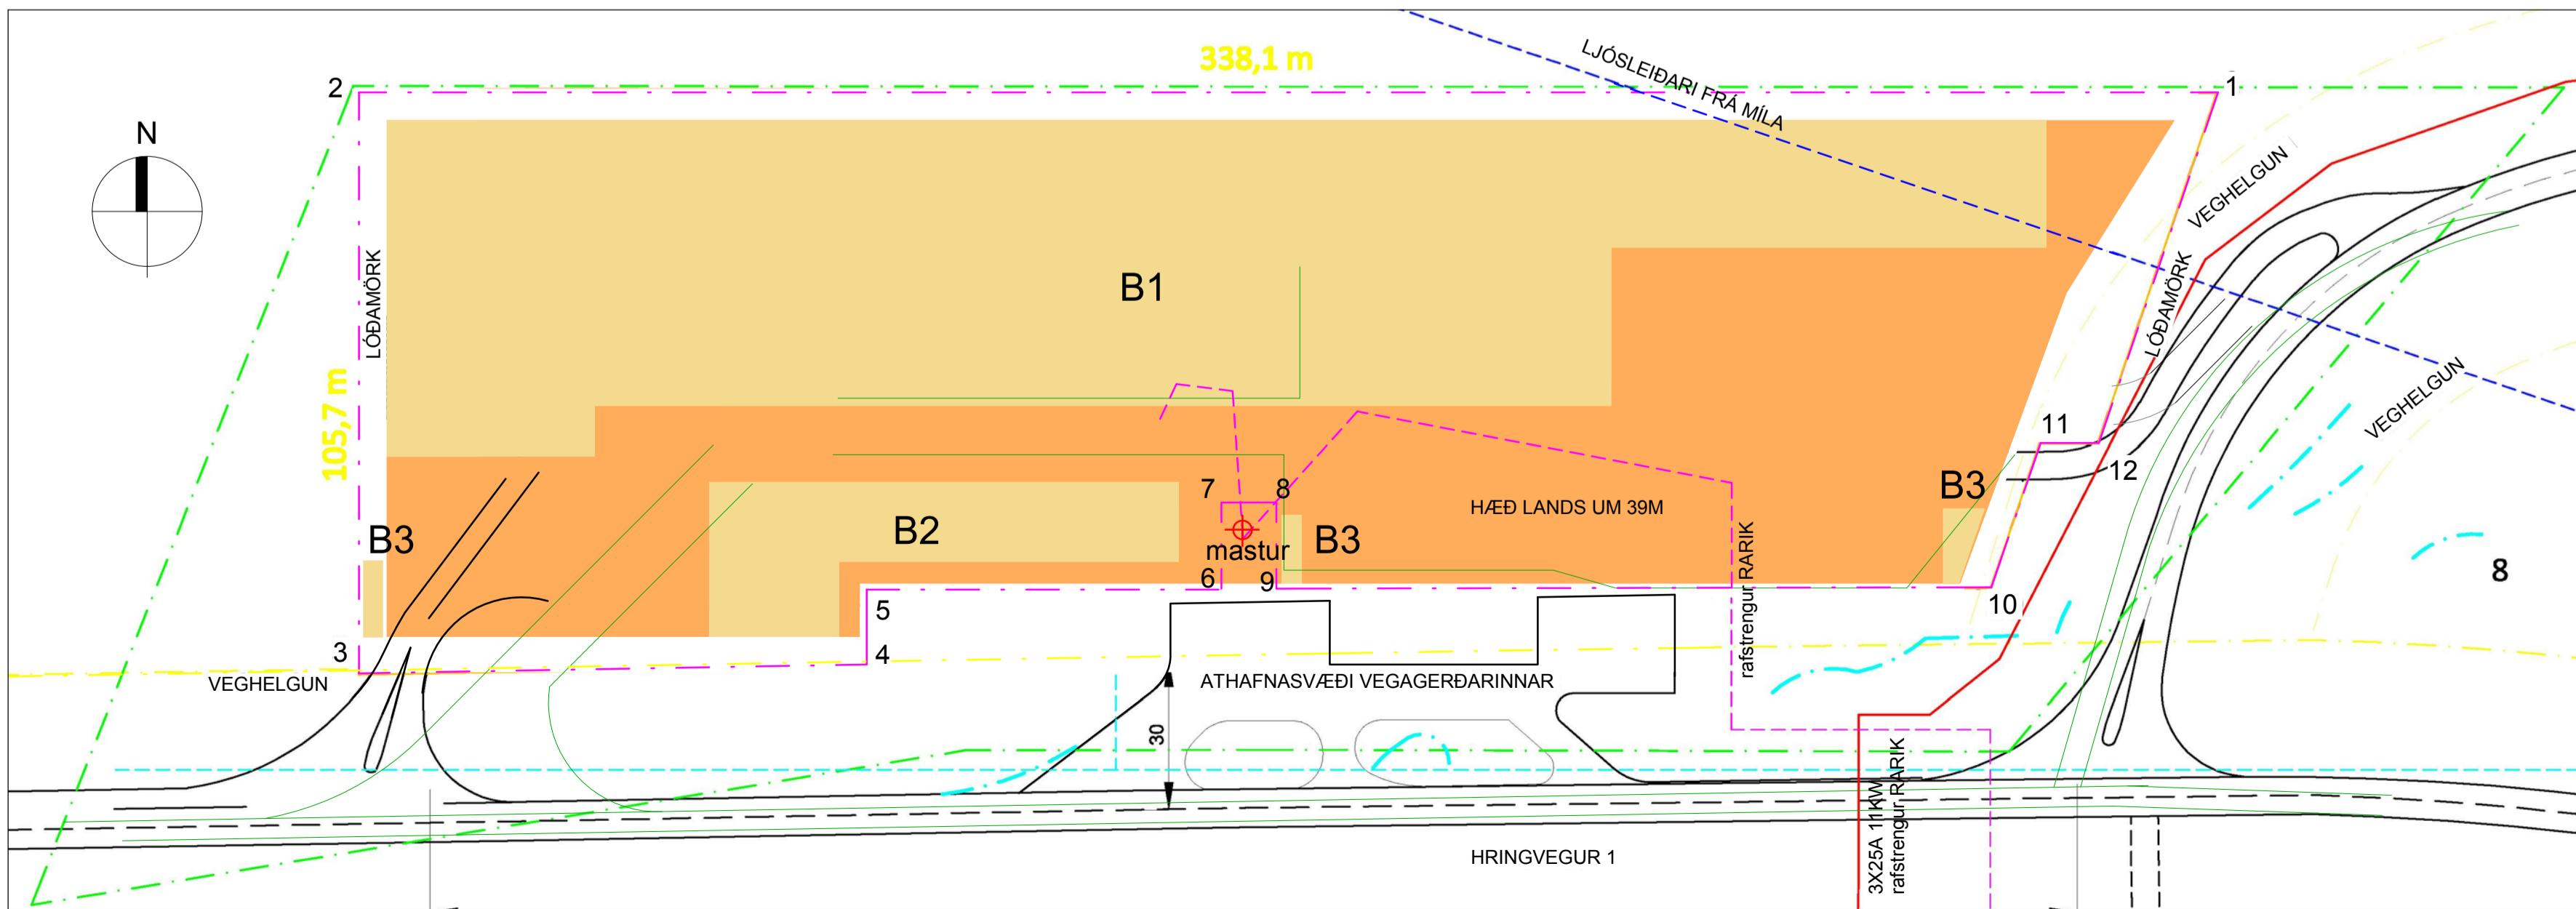 338,1 m
LJÓSLEIÐARI FRÁ MÍLA
2
1
N
VEGHELGUN
LÓÐAMÖRK
B1
LÓÐAMÖRK
105,7 m
VEGHELGUN
11
12
7
8
B3
HÆÐ LANDS UM 39M
B2
B3
mastur
B3
rafstrengur RARIK
8
6
9
5
10
3
4
VEGHELGUN
ATHAFNASVÆÐI VEGAGERÐARINNAR
30
3X25A 11KW
rafstrengur RARIK
HRINGVEGUR 1